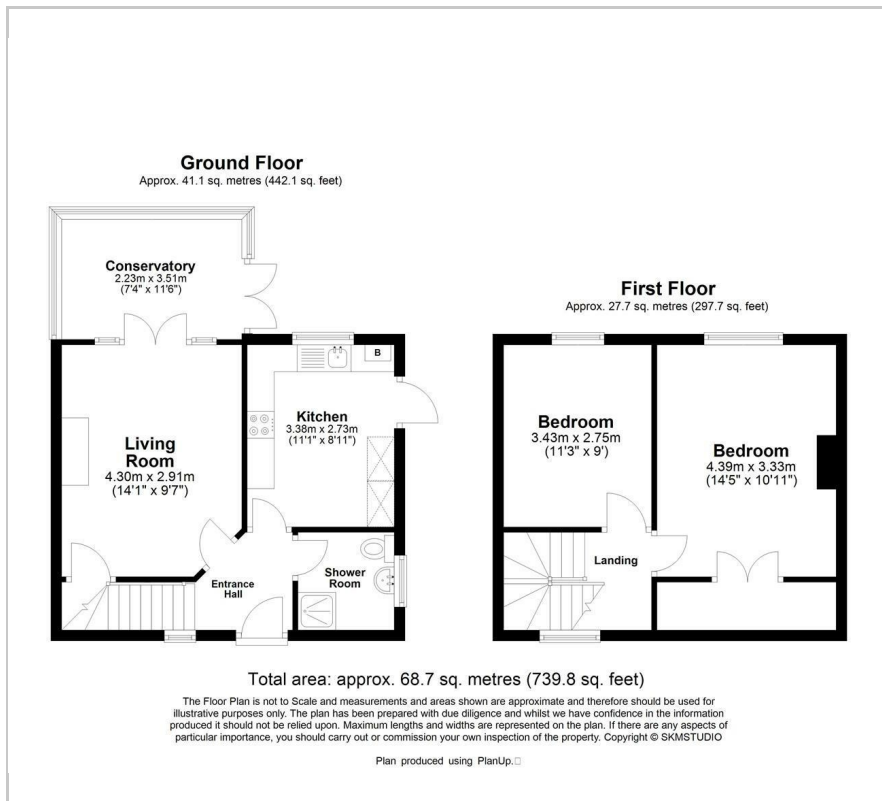 Ground Floor
Approx. 41.1 sq. metres (442.1 sq. feet)
Conservatory
2.23m x 3.51m
(7'4" x 11'6")
B
Kitchen
3.38m x 2.73m
(11'1" x 8'11")
Living
Room
4.30m x 2.91m
(14'1" x 9'7")
Entrance
Hall
Shower
Room
First Floor
Approx. 27.7 sq. metres (297.7 sq. feet)
Bedroom
3.43m x 2.75m
(11'3" x 9')
Bedroom
4.39m x 3.33m
(14'5" x 10'11")
Landing
Total area: approx. 68.7 sq. metres (739.8 sq. feet)
The Floor Plan is not to Scale and measurements and areas shown are approximate and therefore should be used for
illustrative purposes only. The plan has been prepared with due diligence and whilst we have confidence in the information
produced it should not be relied upon. Maximum lengths and widths are represented on the plan. If there are any aspects of
particular importance, you should carry out or commission your own inspection of the property. Copyright © SKMSTUDIO
Plan produced using PlanUp.□